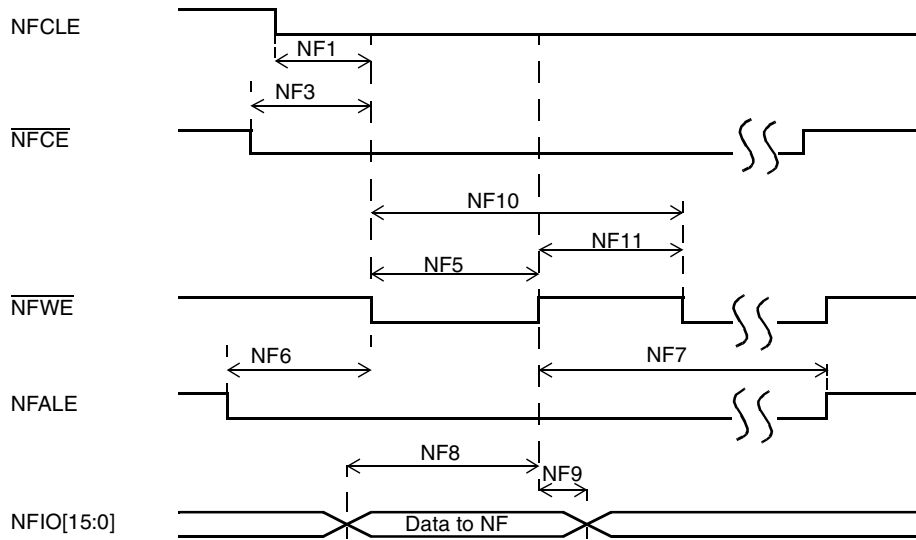 NFCLE
NF1
NF3
NFCE
NF10
NF11
NF5
NFWE
NF6
NF7
NFALE
NF8
NF9
NFIO[15:0]
Data to NF